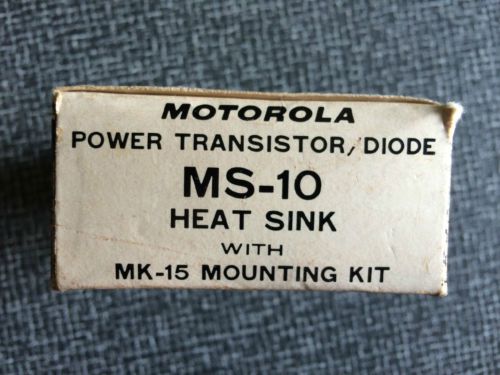 MOTOROLA
POWER TRANSISTOR/DIODE
MS-10
HEAT SINK
WITH
MK-15 MOUNTING KIT